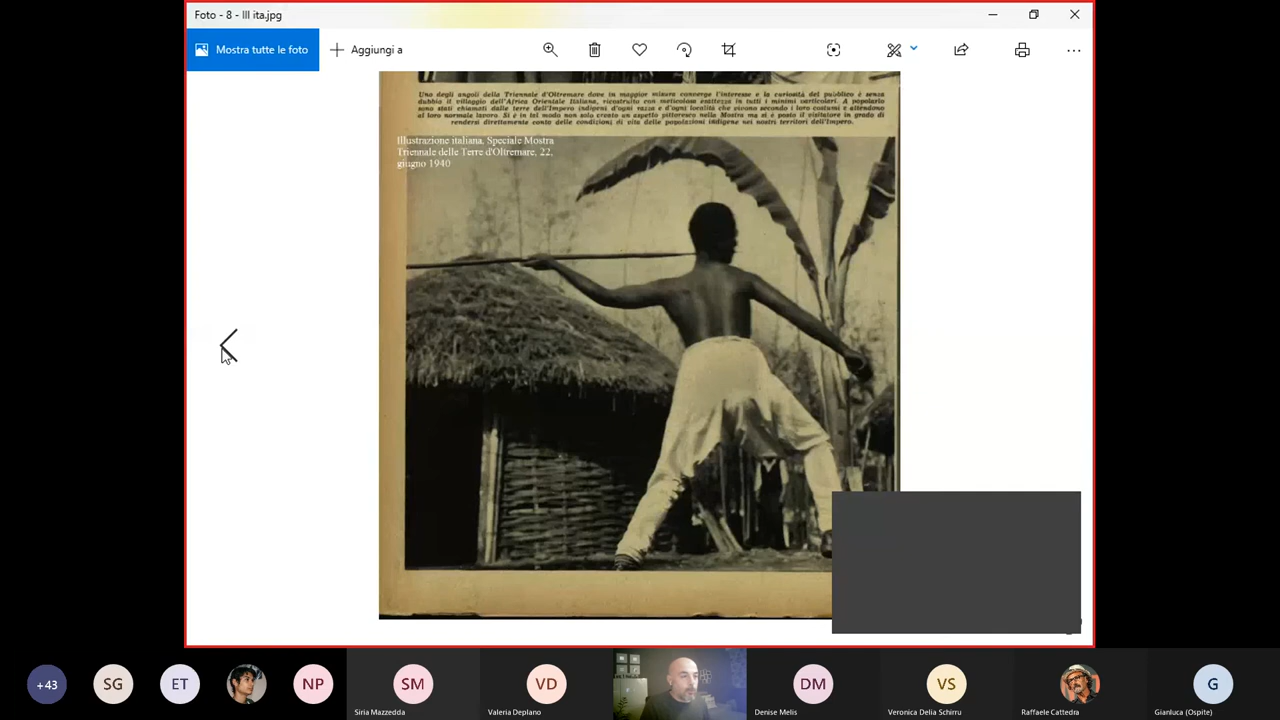 Foto - 8 - III ita.jpg
Mostra tutte le foto
Aggiungi a
Uno degli angoli della Triennale d'Oltremare dove in maggior misura converge l'interesse e la curiosità del pubblico è senza
dubbio il villaggio dell'Africa Orientale Italiana, ricostruito con meticolosa esattezza in tutti i minimi particolari. A popolarlo
sono stati chiamati dalle terre dell'Impero indigeni d'ogni razza e d'ogni località che vivono secondo i loro costumi e attendono
al loro normale lavoro. Si è in tal modo non solo creato un aspetto pittoresco nella Mostra ma si è posto il visitatore in grado di
rendersi direttamente conto delle condizioni di vita delle popolazioni indigene nei nostri territori dell'Impero.
Illustrazione italiana. Speciale Mostra
Triennale delle Terre d'Oltremare, 22,
giugno 1940
+43
SG
ET
NP
SM
Siria Mazzedda
VD
Valeria Deplano
DM
Denise Melis
VS
Veronica Delia Schirru
Raffaele Cattedra
G
Gianluca (Ospite)